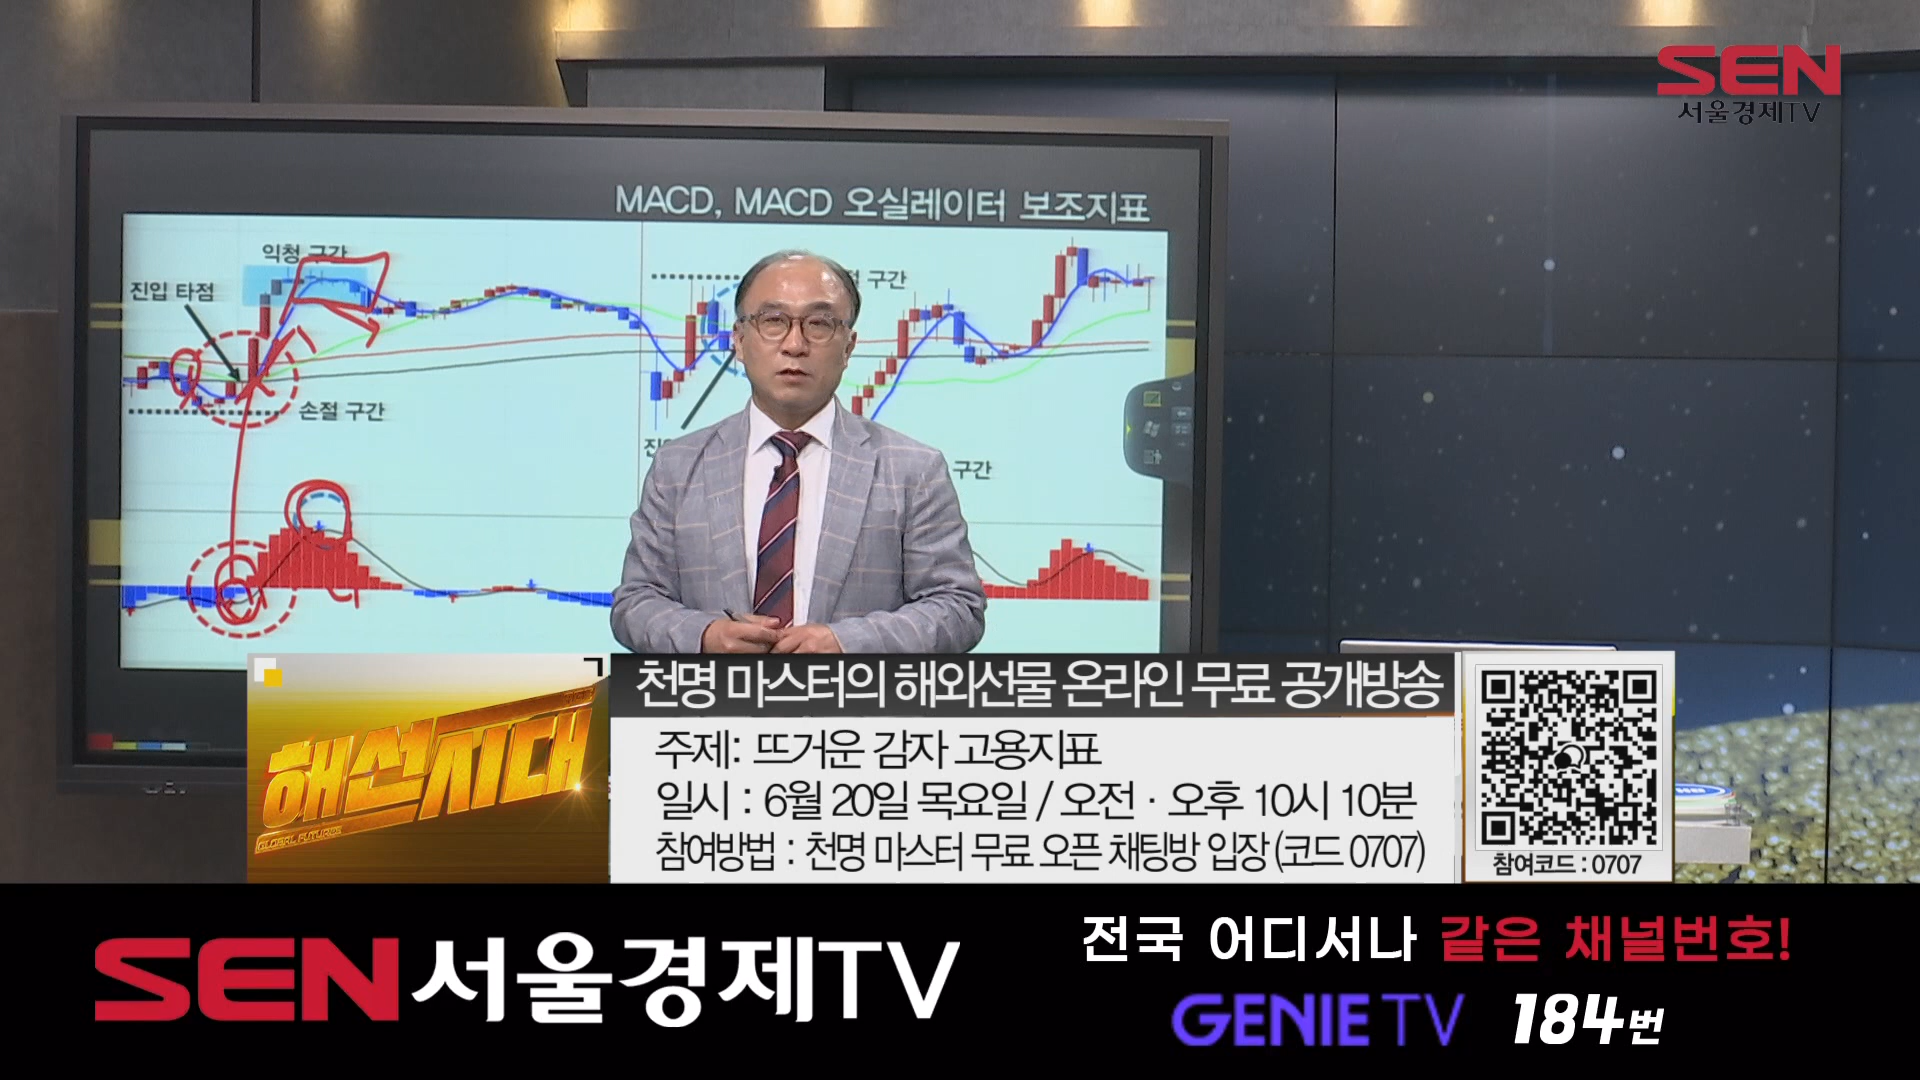 SEN
서울경제TV
MACD, MACD 오실레이터 보조지표
익청 구간
진입 타점
손절 구간
구간
구간
해선시대
GLOBAL FUTURES
천명 마스터의 해외선물 온라인 무료 공개방송
주제: 뜨거운 감자 고용지표
일시 : 6월 20일 목요일 / 오전 · 오후 10시 10분
참여방법 : 천명 마스터 무료 오픈 채팅방 입장 (코드 0707)
참여코드 : 0707
SEN 서울경제TV
전국 어디서나 같은 채널번호!
GENIE TV 184번